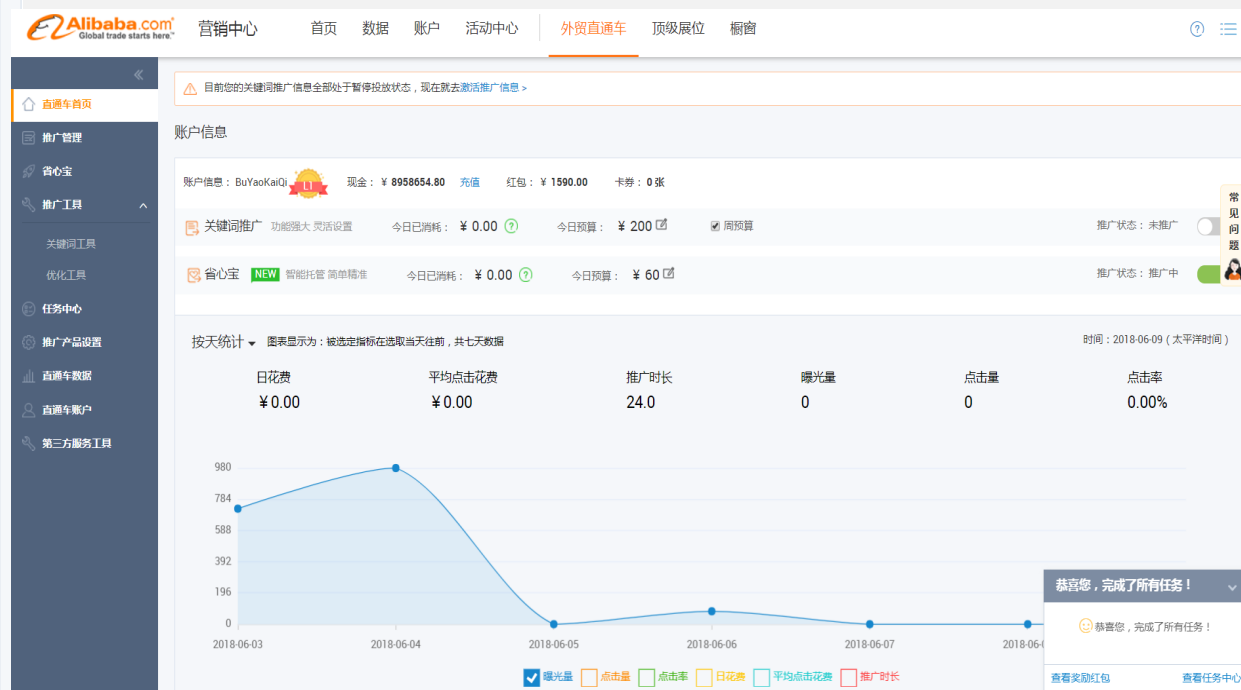 Alibaba.com
Global trade starts here.™
营销中心 首页 数据 账户 活动中心 外贸直通车 顶级展位 橱窗
目前您的关键词推广信息全部处于暂停投放状态，现在就去激活推广信息 >
直通车首页
推广管理
省心宝
推广工具
关键词工具
优化工具
任务中心
推广产品设置
直通车数据
直通车账户
第三方服务工具
账户信息
账户信息： BuYaoKaiQi L1 现金： ¥ 8958654.80 充值 红包： ¥ 1590.00 卡券： 0 张
关键词推广 功能强大 灵活设置 今日已消耗： ¥ 0.00 ? 今日预算： ¥ 200 周预算 推广状态： 未推广
省心宝 NEW 智能托管 简单精准 今日已消耗： ¥ 0.00 ? 今日预算： ¥ 60 推广状态： 推广中
常见问题
按天统计 图表显示为：被选定指标在选取当天往前，共七天数据 时间：2018-06-09 ( 太平洋时间 )
日花费 平均点击花费 推广时长 曝光量 点击量 点击率
¥ 0.00 ¥ 0.00 24.0 0 0 0.00%
980
784
588
392
196
0
2018-06-03 2018-06-04 2018-06-05 2018-06-06 2018-06-07
曝光量 点击量 点击率 日花费 平均点击花费 推广时长
恭喜您，完成了所有任务！
恭喜您，完成了所有任务！
查看奖励红包 查看任务中心